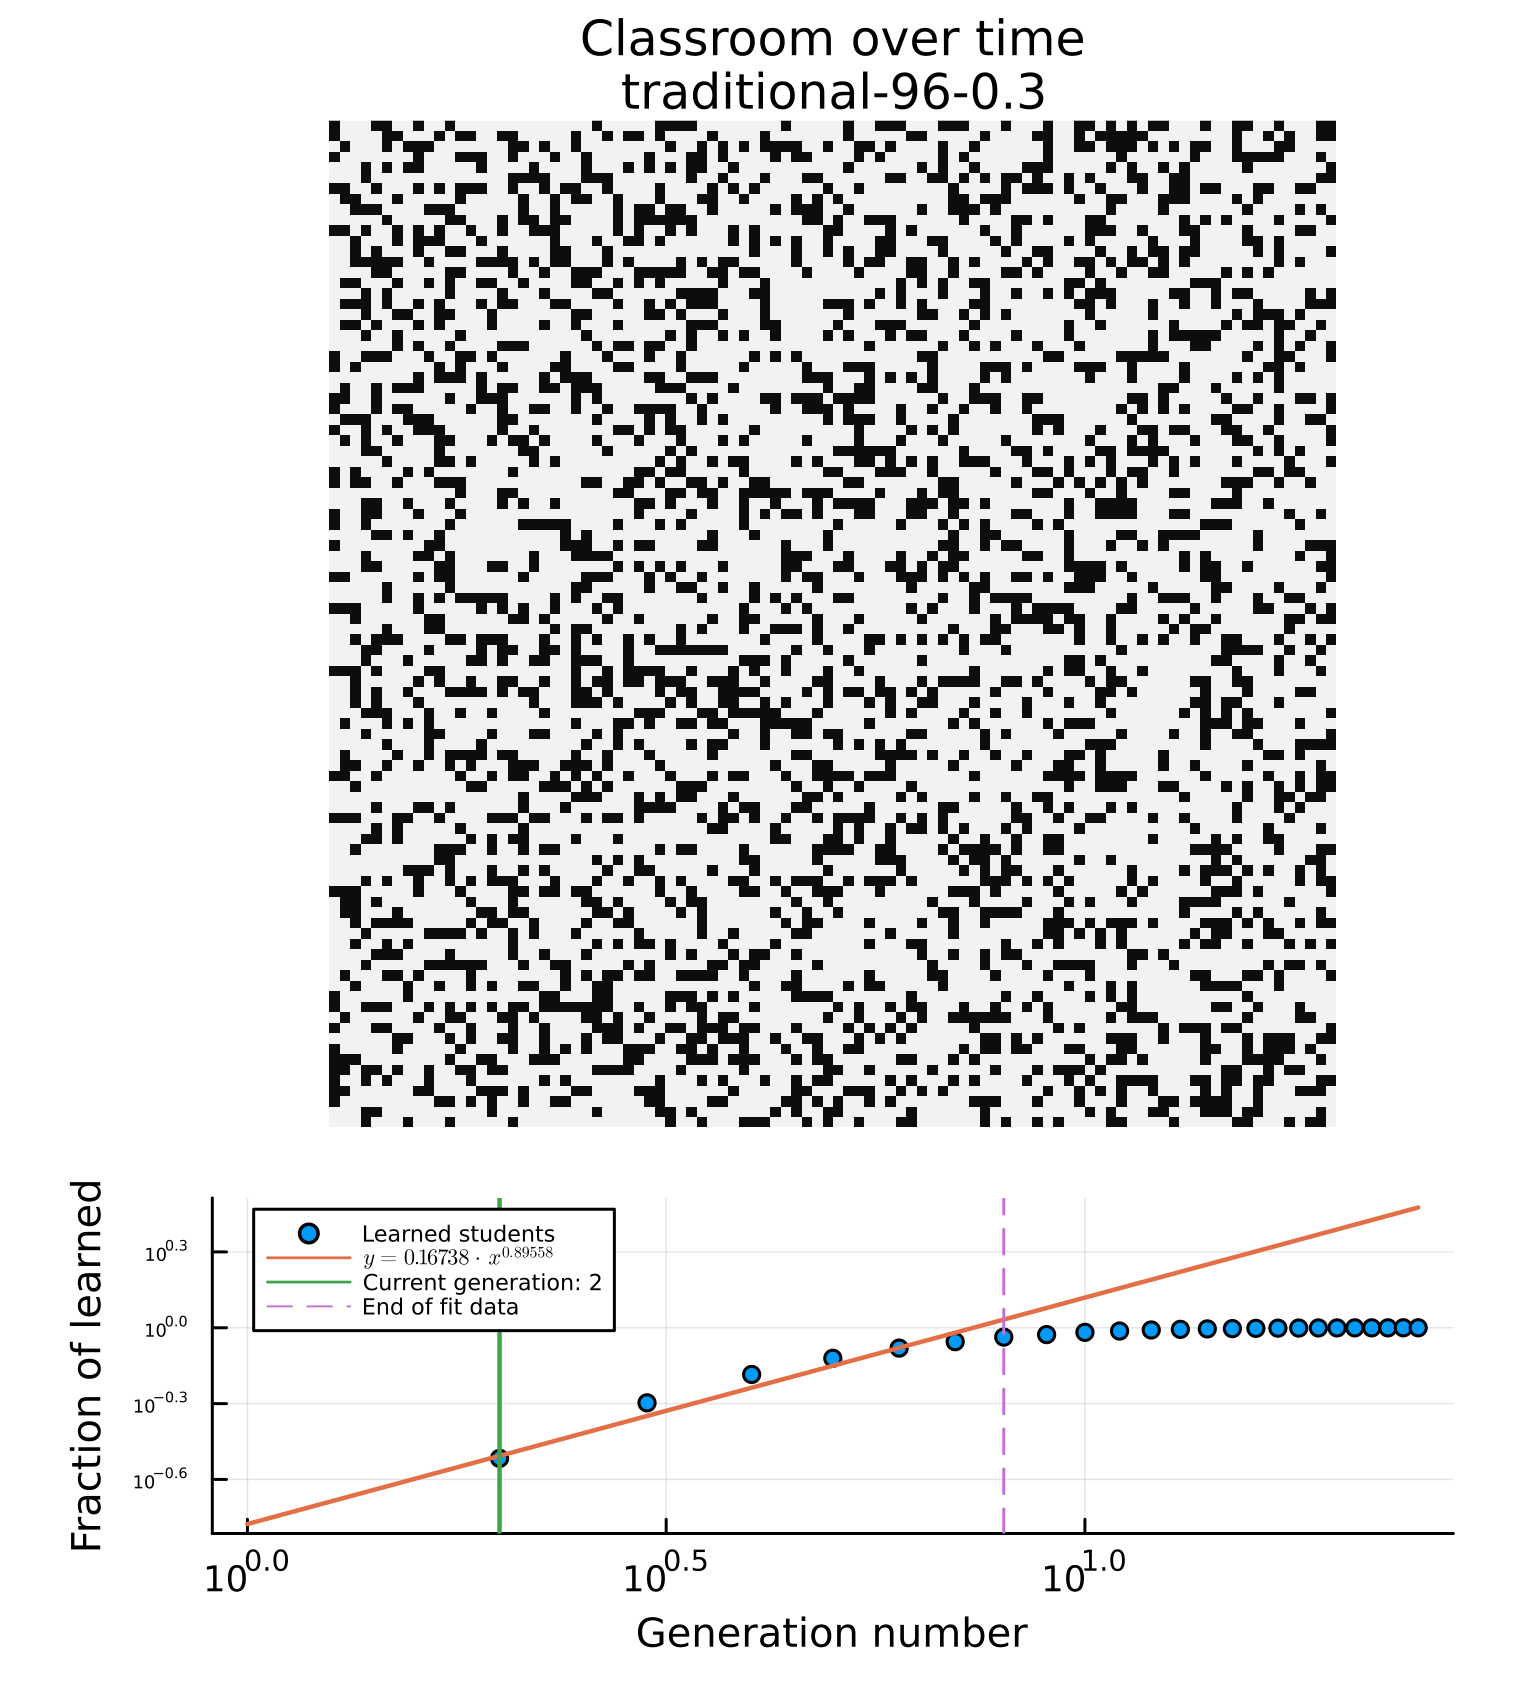 Classroom over time
traditional-96-0.3
Fraction of learned
10^0.3
10^0.0
10^−0.3
10^−0.6
Learned students
y = 0.16738 · x^0.89558
Current generation: 2
End of fit data
10^0.0 10^0.5 10^1.0
Generation number